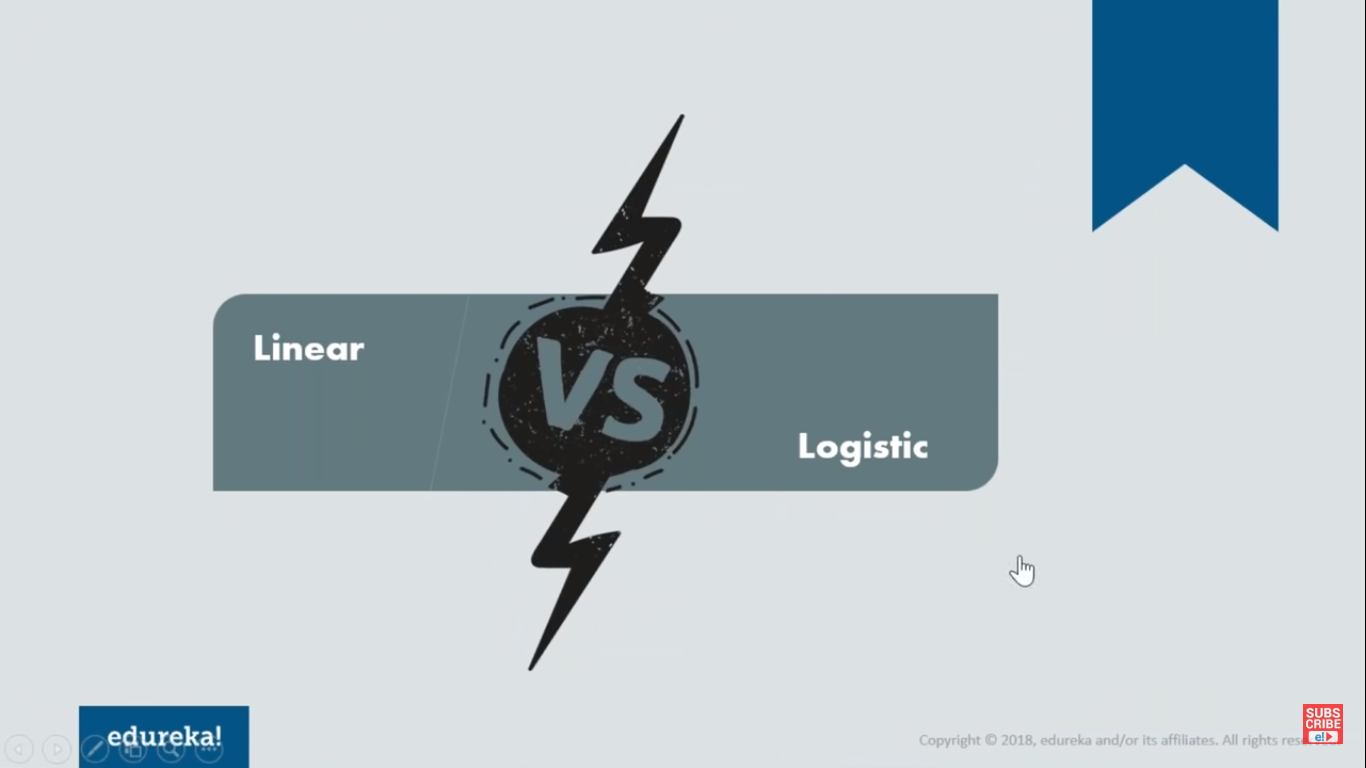 Linear
VS
Logistic
edureka!
Copyright © 2018, edureka and/or its affiliates. All rights
SUBS
CRIBE
e!